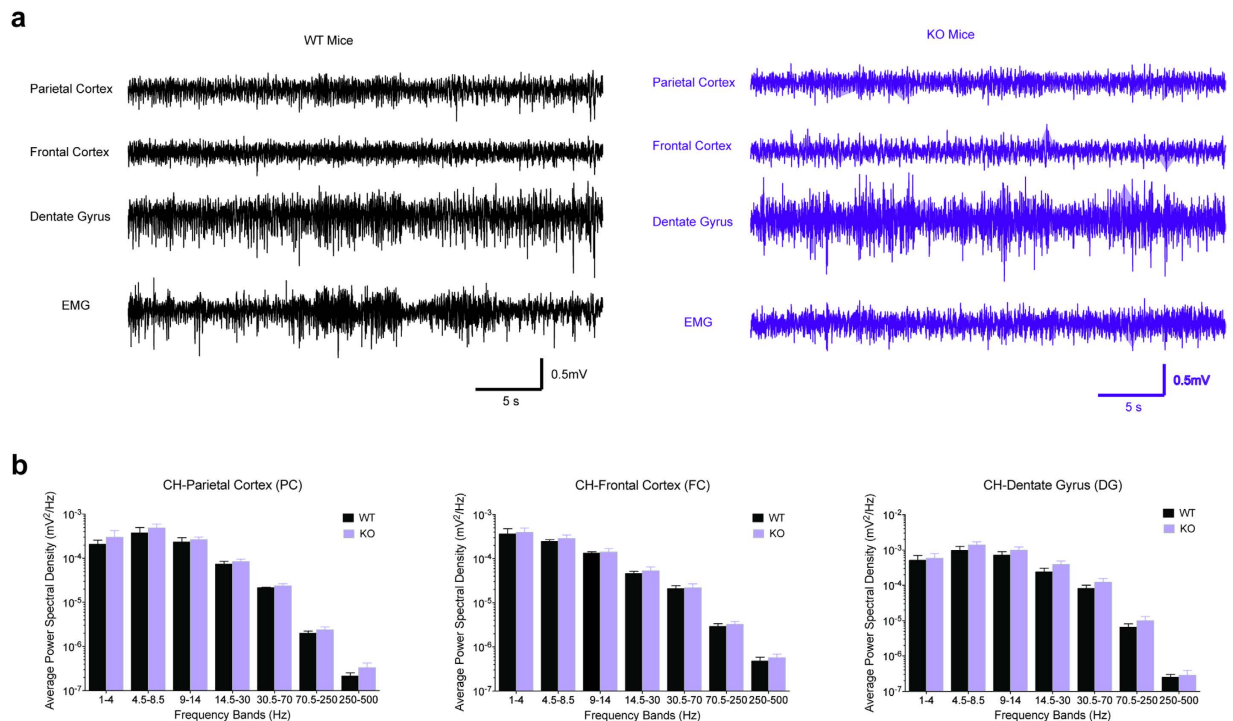 a
WT Mice
KO Mice
Parietal Cortex
Frontal Cortex
Dentate Gyrus
EMG
0.5mV
5 s
Parietal Cortex
Frontal Cortex
Dentate Gyrus
EMG
0.5mV
5 s
b
CH-Parietal Cortex (PC)
Average Power Spectral Density (mV²/Hz)
10⁻³
10⁻⁴
10⁻⁵
10⁻⁶
10⁻⁷
WT
KO
1-4 4.5-8.5 9-14 14.5-30 30.5-70 70.5-250 250-500
Frequency Bands (Hz)
CH-Frontal Cortex (FC)
Average Power Spectral Density (mV²/Hz)
10⁻³
10⁻⁴
10⁻⁵
10⁻⁶
10⁻⁷
WT
KO
1-4 4.5-8.5 9-14 14.5-30 30.5-70 70.5-250 250-500
Frequency Bands (Hz)
CH-Dentate Gyrus (DG)
Average Power Spectral Density (mV²/Hz)
10⁻²
10⁻³
10⁻⁴
10⁻⁵
10⁻⁶
10⁻⁷
WT
KO
1-4 4.5-8.5 9-14 14.5-30 30.5-70 70.5-250 250-500
Frequency Bands (Hz)